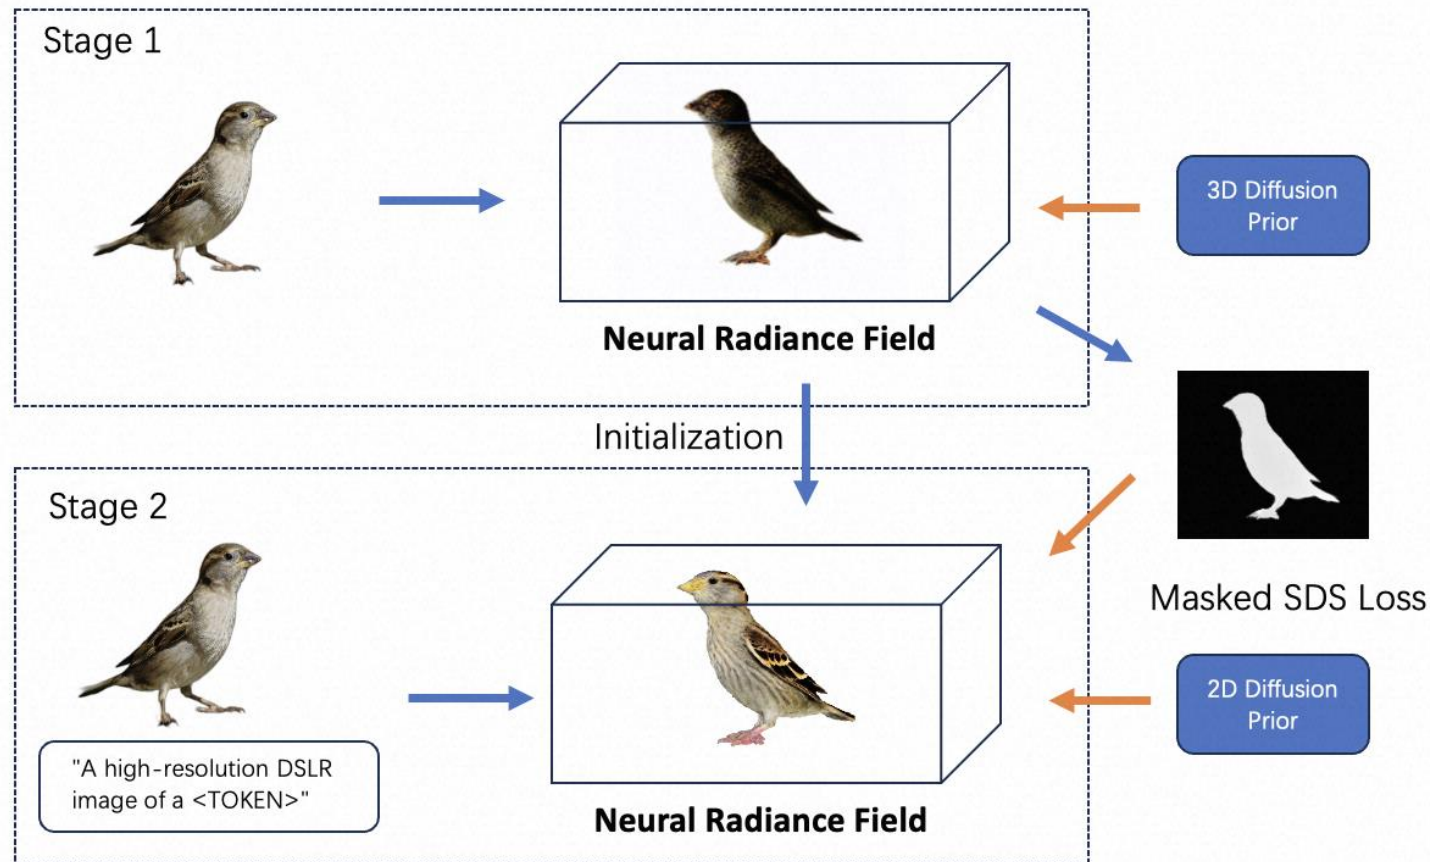 Stage 1
3D Diffusion
Prior
Neural Radiance Field
Initialization
Stage 2
Masked SDS Loss
2D Diffusion
Prior
"A high-resolution DSLR
image of a <TOKEN>"
Neural Radiance Field